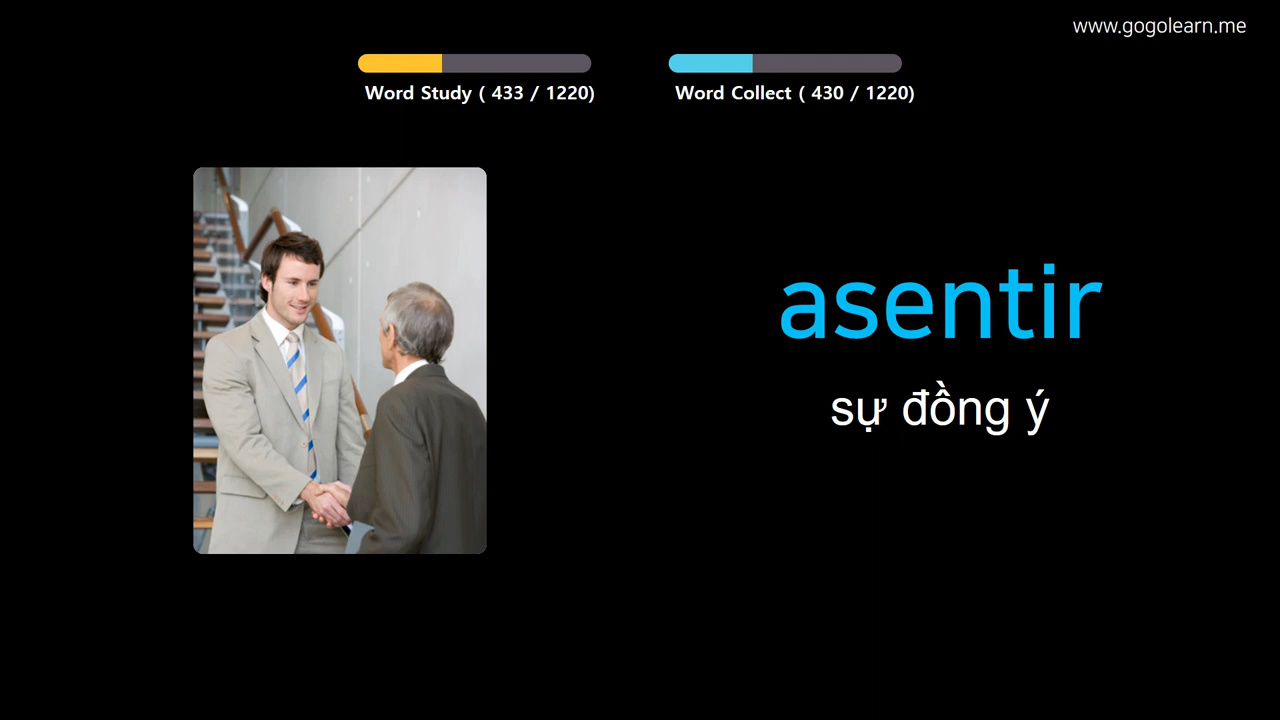 www.gogolearn.me
Word Study ( 433 / 1220)
Word Collect ( 430 / 1220)
asentir
sự đồng ý